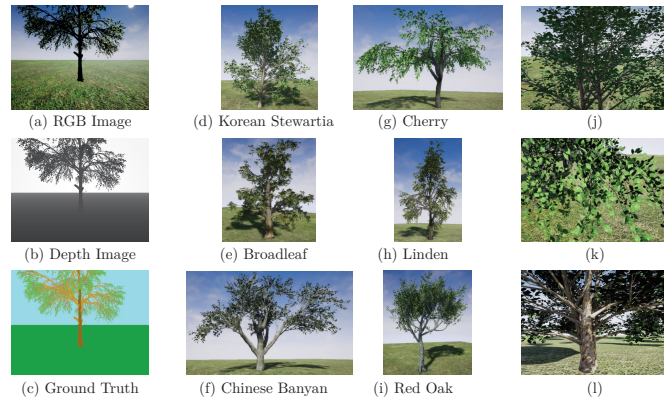 (a) RGB Image
(d) Korean Stewartia
(g) Cherry
(j)
(b) Depth Image
(e) Broadleaf
(h) Linden
(k)
(c) Ground Truth
(f) Chinese Banyan
(i) Red Oak
(l)